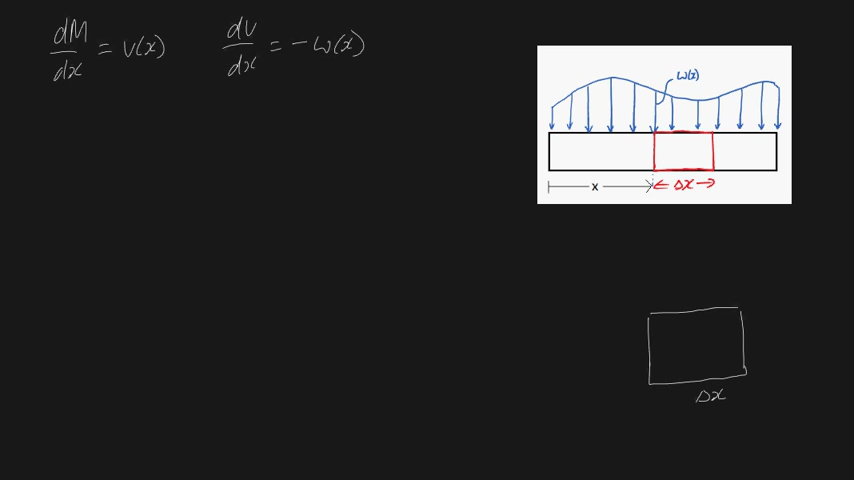 dM/dx = V(x)  dV/dx = -ω(x)
ω(x)
x
Δx
Δx